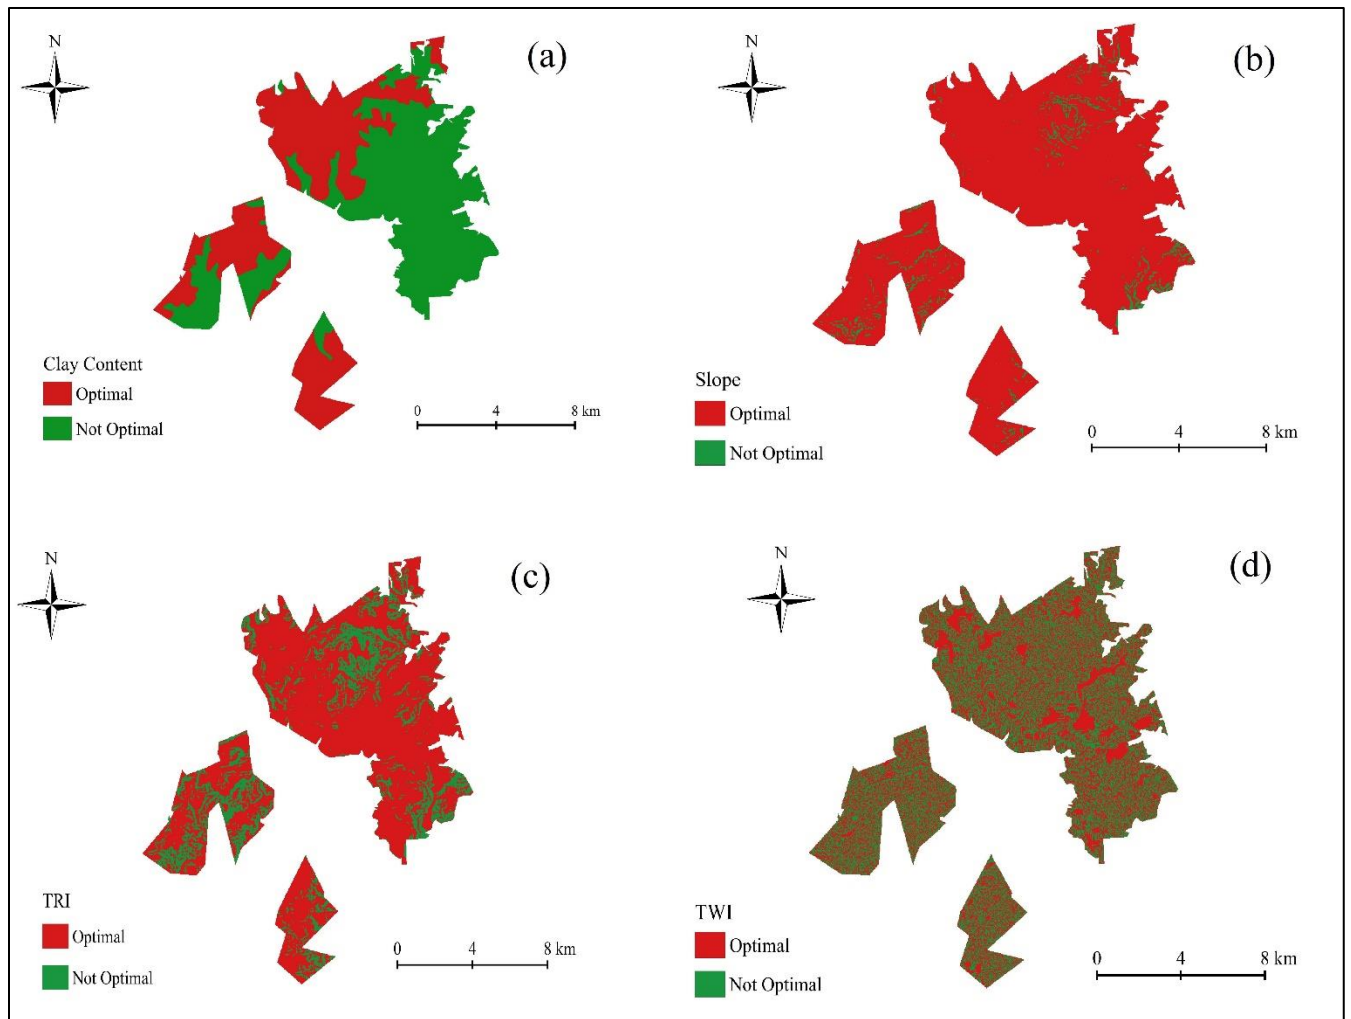 N
(a)
Clay Content
Optimal
Not Optimal
0 4 8 km
N
(b)
Slope
Optimal
Not Optimal
0 4 8 km
N
(c)
TRI
Optimal
Not Optimal
0 4 8 km
N
(d)
TWI
Optimal
Not Optimal
0 4 8 km